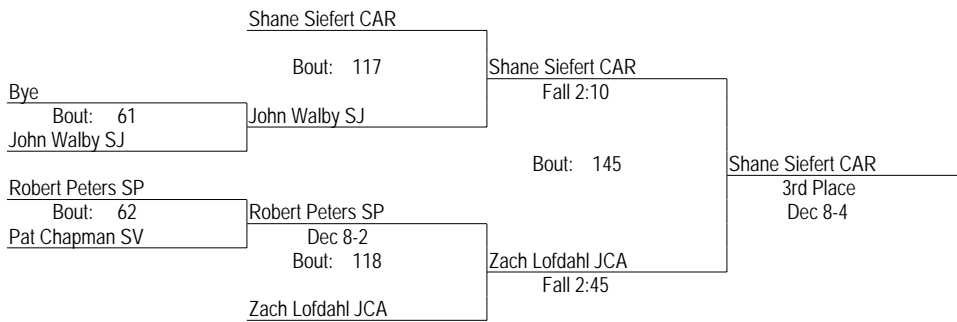 Shane Siefert CAR
Bout: 117
Shane Siefert CAR
Fall 2:10
Bye
Bout: 61
John Walby SJ
John Walby SJ
Bout: 145
Shane Siefert CAR
3rd Place
Dec 8-4
Robert Peters SP
Bout: 62
Pat Chapman SV
Robert Peters SP
Dec 8-2
Bout: 118
Zach Lofdahl JCA
Fall 2:45
Zach Lofdahl JCA